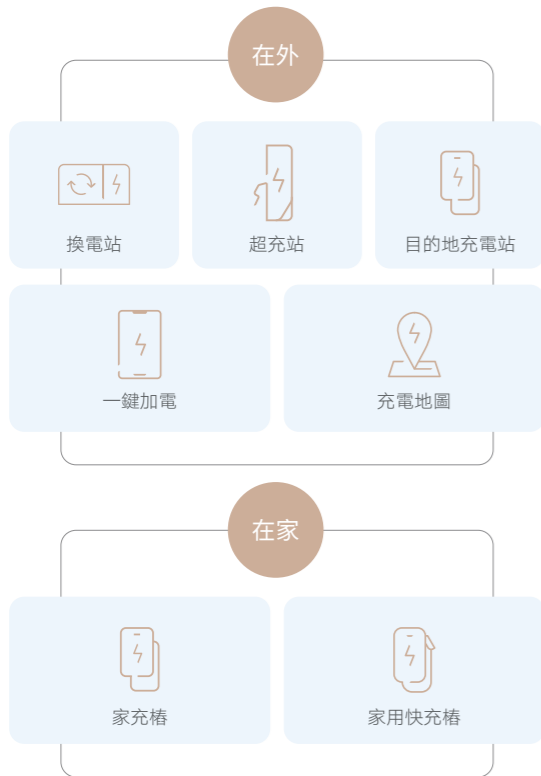 在外
換電站
超充站
目的地充電站
一鍵加電
充電地圖
在家
家充樁
家用快充樁